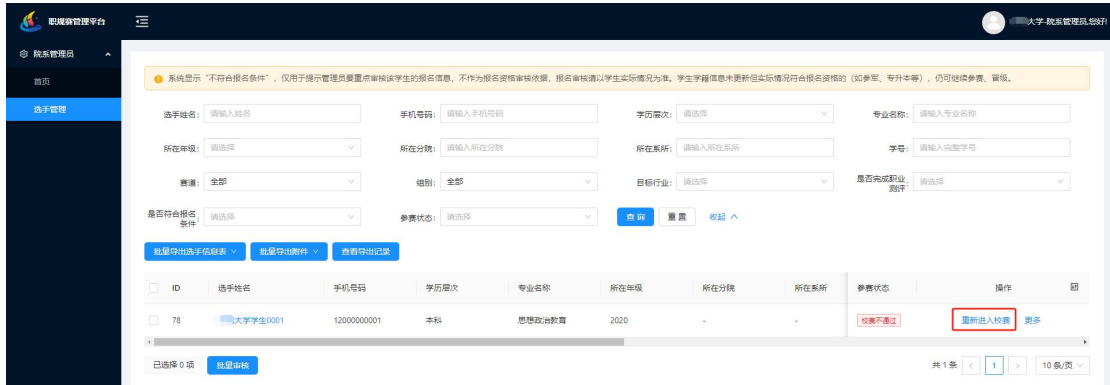 职规赛管理平台
大学-院系管理员,您好!
院系管理员
首页
选手管理
系统显示“不符合报名条件”，仅用于提示管理员要重点审核该学生的报名信息，不作为报名资格审核依据，报名审核请以学生实际情况为准。学生学籍信息未更新但实际情况符合报名资格的（如参军、专升本等），仍可继续参赛、晋级。
选手姓名: 请输入姓名 手机号码: 请输入手机号码 学历层次: 请选择 专业名称: 请输入专业名称
所在年级: 请选择 所在分院: 请输入所在分院 所在系所: 请输入所在系所 学号: 请输入完整学号
赛道: 全部 组别: 全部 目标行业: 请选择 是否完成职业测评: 请选择
是否符合报名条件: 请选择 参赛状态: 请选择 查询 重置 收起
批量导出选手信息表 批量导出附件 查看导出记录
ID 选手姓名 手机号码 学历层次 专业名称 所在年级 所在分院 所在系所 参赛状态 操作
78 大学学生0001 12000000001 本科 思想政治教育 2020 - - 校赛不通过 重新进入校赛 更多
已选择 0 项 批量审核 共 1 条 < 1 > 10 条/页